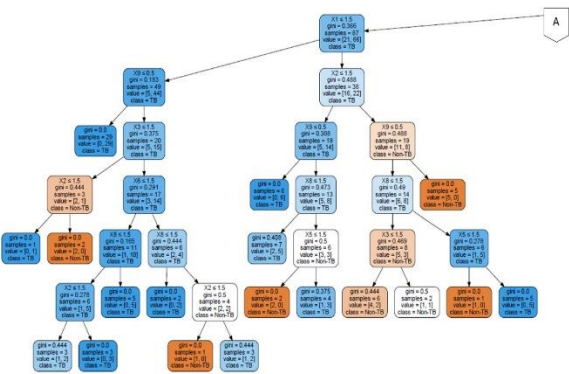 A
X1 ≤ 1.5
gini = 0.366
samples = 87
value = [21, 66]
class = TB
gini = 0.183
samples = 49
value = [5, 44]
class = TB
X2 ≤ 1.5
gini = 0.488
samples = 38
value = [16, 22]
class = TB
gini = 0.0
samples = 29
value = [0, 29]
class = TB
X3 ≤ 1.5
gini = 0.375
samples = 20
value = [5, 15]
class = TB
X9 ≤ 0.5
gini = 0.388
samples = 19
value = [5, 14]
class = TB
X9 ≤ 0.5
gini = 0.488
samples = 19
value = [11, 8]
class = Non-TB
X2 ≤ 1.5
gini = 0.444
samples = 3
value = [2, 1]
class = Non-TB
X6 ≤ 1.5
gini = 0.291
samples = 17
value = [3, 14]
class = TB
gini = 0.0
samples = 6
value = [0, 6]
class = TB
X8 ≤ 1.5
gini = 0.473
samples = 13
value = [5, 8]
class = TB
X8 ≤ 1.5
gini = 0.49
samples = 14
value = [6, 8]
class = TB
gini = 0.0
samples = 5
value = [5, 0]
class = Non-TB
gini = 0.0
samples = 1
value = [0, 1]
class = TB
gini = 0.0
samples = 2
value = [2, 0]
class = Non-TB
gini = 0.165
samples = 11
value = [1, 10]
class = TB
X8 ≤ 1.5
gini = 0.444
samples = 6
value = [2, 4]
class = TB
gini = 0.408
samples = 7
value = [2, 5]
class = TB
gini = 0.5
samples = 6
value = [3, 3]
class = Non-TB
X3 ≤ 1.5
gini = 0.469
samples = 8
value = [5, 3]
class = Non-TB
X5 ≤ 1.5
gini = 0.278
samples = 6
value = [1, 5]
class = TB
X2 ≤ 1.5
gini = 0.278
samples = 6
value = [1, 5]
class = TB
gini = 0.0
samples = 5
value = [0, 5]
class = TB
gini = 0.0
samples = 2
value = [0, 2]
class = TB
X2 ≤ 1.5
gini = 0.5
samples = 4
value = [2, 2]
class = Non-TB
gini = 0.0
samples = 2
value = [2, 0]
class = Non-TB
gini = 0.375
samples = 4
value = [1, 3]
class = TB
gini = 0.444
samples = 6
value = [4, 2]
class = Non-TB
gini = 0.5
samples = 2
value = [1, 1]
class = Non-TB
gini = 0.0
samples = 1
value = [1, 0]
class = Non-TB
gini = 0.0
samples = 5
value = [0, 5]
class = TB
gini = 0.444
samples = 3
value = [1, 2]
class = TB
gini = 0.0
samples = 3
value = [0, 3]
class = TB
gini = 0.0
samples = 1
value = [1, 0]
class = Non-TB
gini = 0.444
samples = 3
value = [1, 2]
class = TB